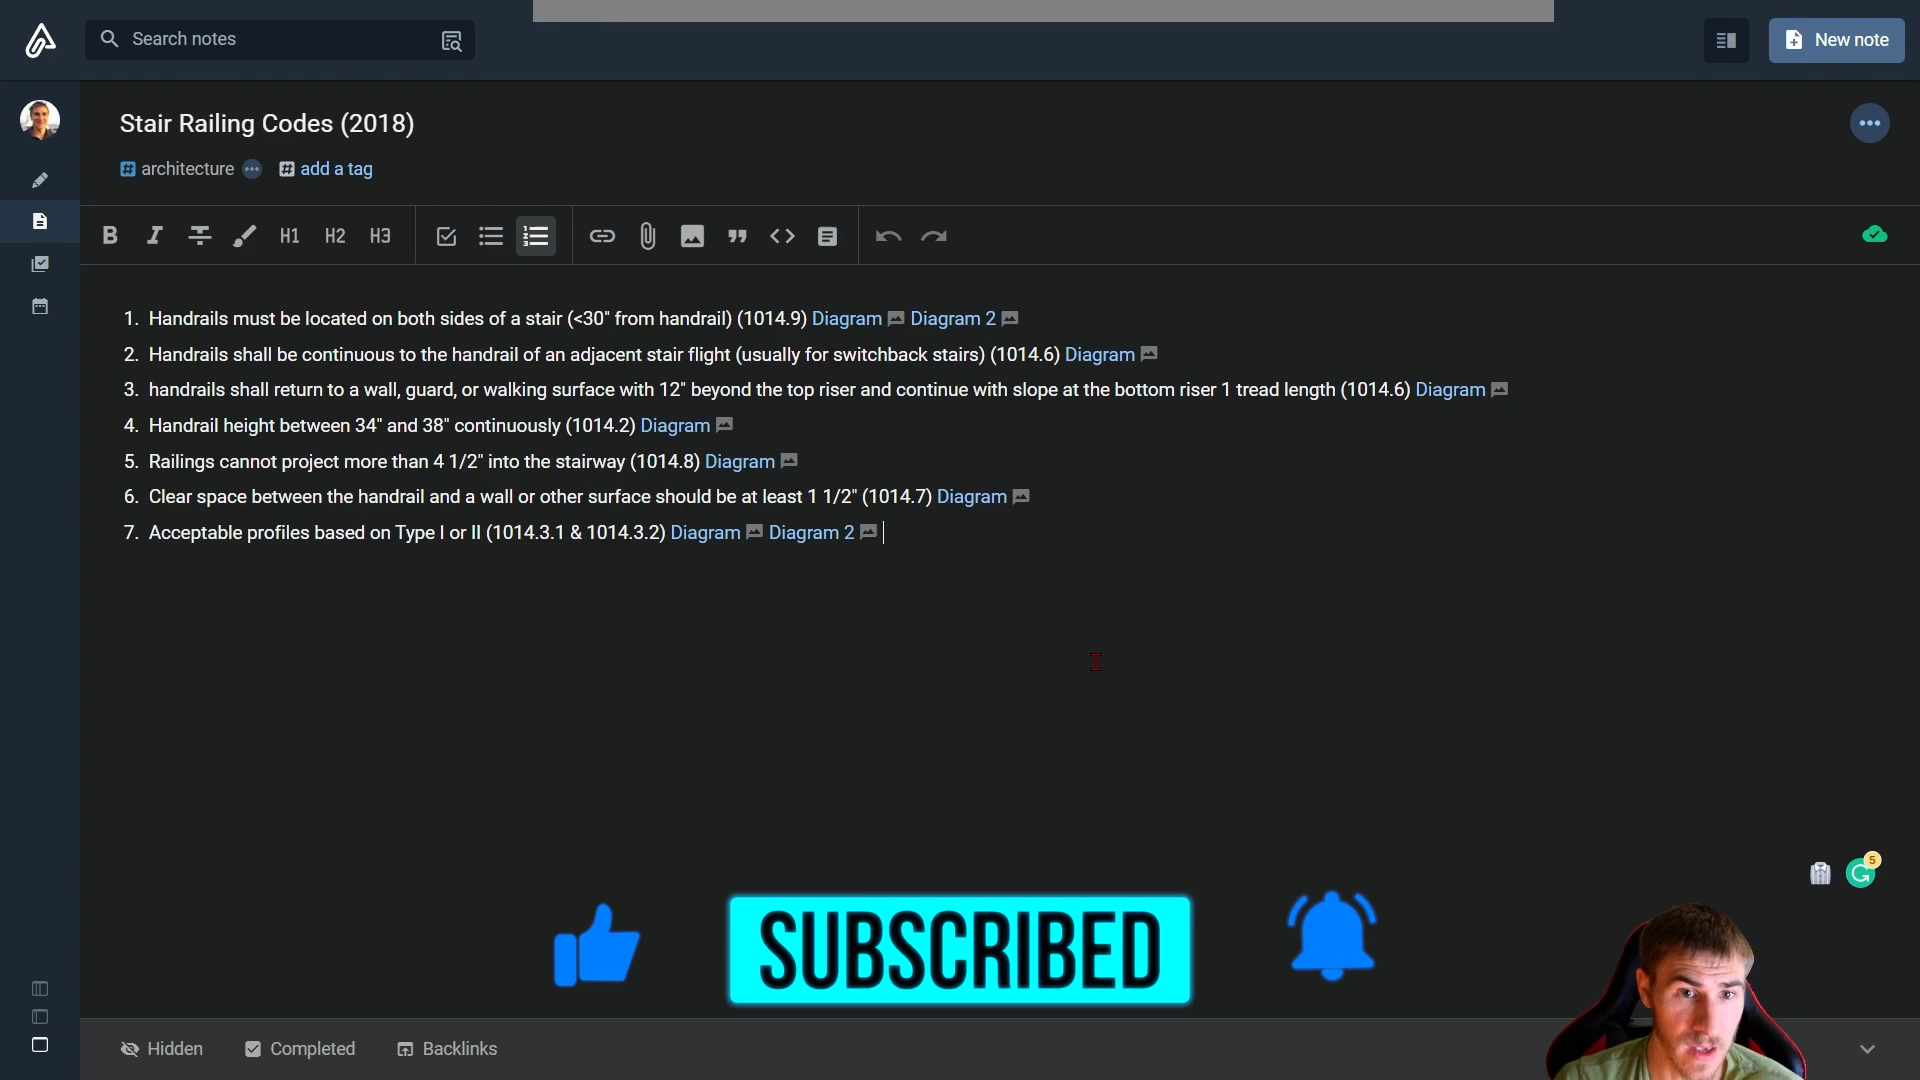 Search notes
New note
Stair Railing Codes (2018)
architecture add a tag
B I H1 H2 H3
1. Handrails must be located on both sides of a stair (<30" from handrail) (1014.9) Diagram Diagram 2
2. Handrails shall be continuous to the handrail of an adjacent stair flight (usually for switchback stairs) (1014.6) Diagram
3. handrails shall return to a wall, guard, or walking surface with 12" beyond the top riser and continue with slope at the bottom riser 1 tread length (1014.6) Diagram
4. Handrail height between 34" and 38" continuously (1014.2) Diagram
5. Railings cannot project more than 4 1/2" into the stairway (1014.8) Diagram
6. Clear space between the handrail and a wall or other surface should be at least 1 1/2" (1014.7) Diagram
7. Acceptable profiles based on Type I or II (1014.3.1 & 1014.3.2) Diagram Diagram 2
5
SUBSCRIBED
Hidden Completed Backlinks